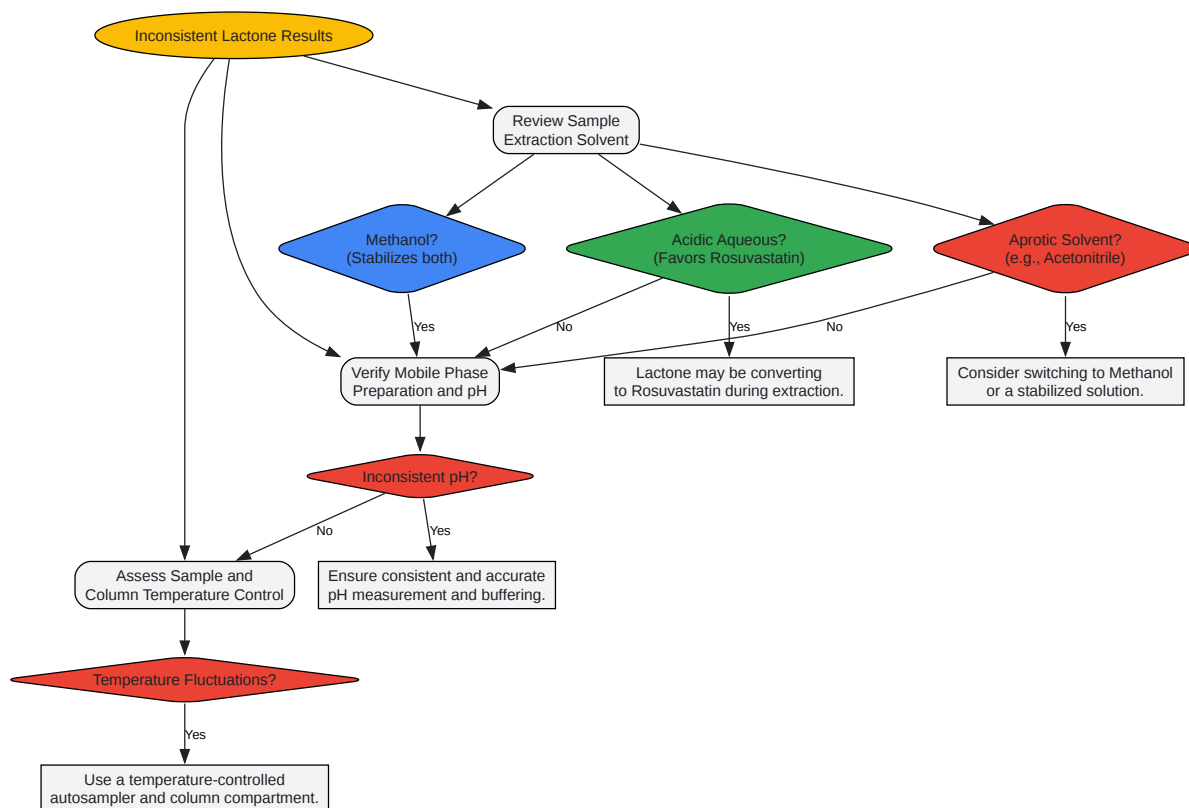 Inconsistent Lactone Results
Review Sample
Extraction Solvent
Methanol?
(Stabilizes both)
Acidic Aqueous?
(Favors Rosuvastatin)
Aprotic Solvent?
(e.g., Acetonitrile)
Yes
No
Yes
No
Yes
Verify Mobile Phase
Preparation and pH
Lactone may be converting
to Rosuvastatin during extraction.
Consider switching to Methanol
or a stabilized solution.
Inconsistent pH?
No
Yes
Assess Sample and
Column Temperature Control
Ensure consistent and accurate
pH measurement and buffering.
Temperature Fluctuations?
Yes
Use a temperature-controlled
autosampler and column compartment.